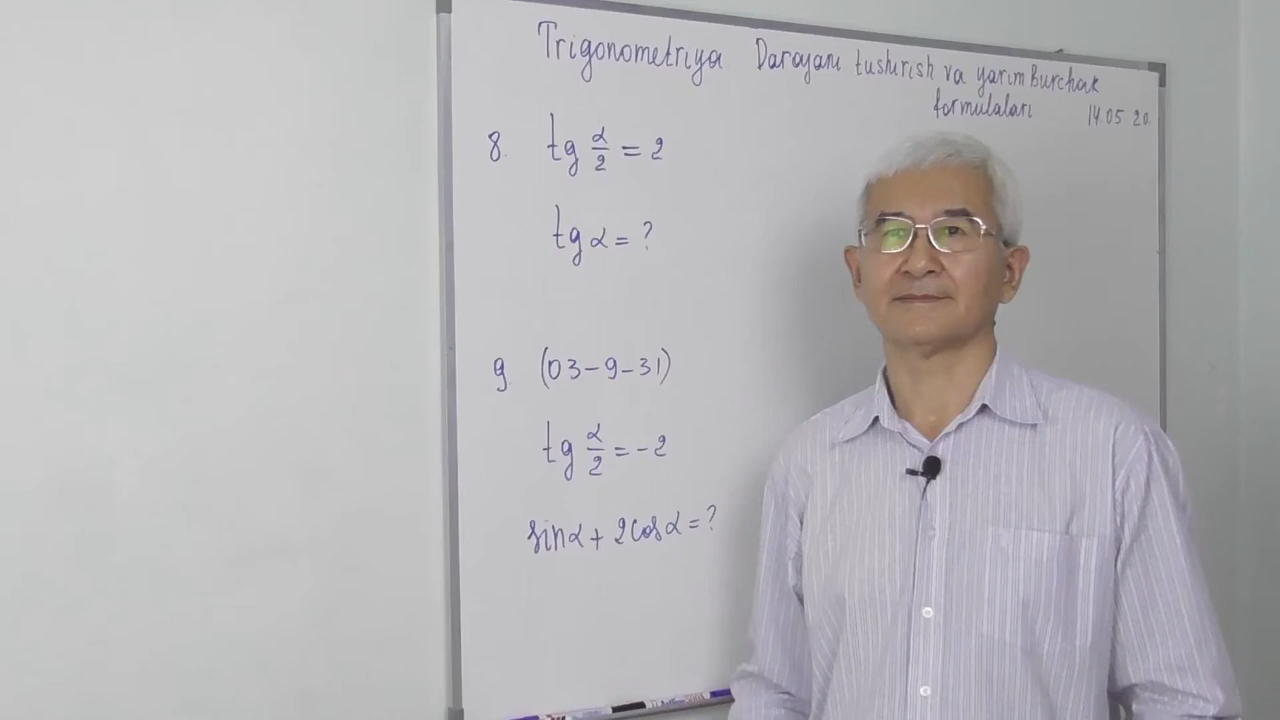 Trigonometriya Darajani tushirish va yarim burchak
formulalari 14.05 20.
8. tg α/2 = 2
tg α = ?
9. (03-9-31)
tg α/2 = -2
sinα + 2cosα = ?